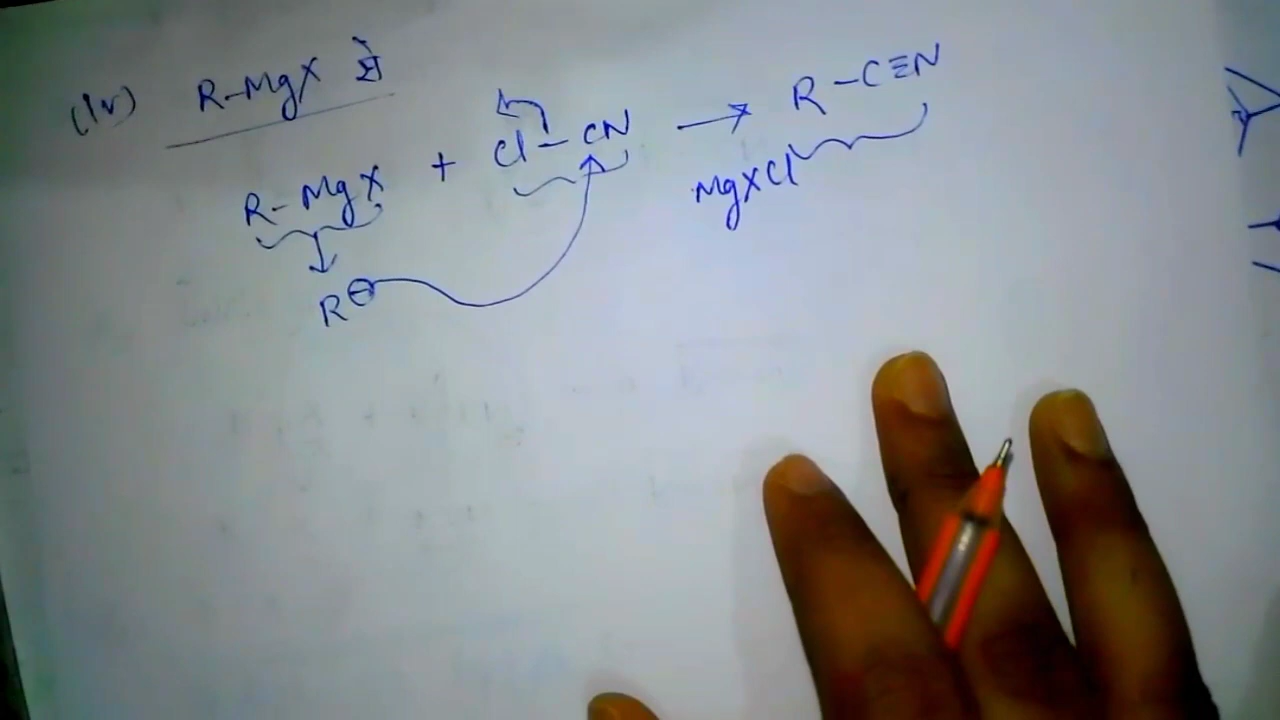 (iv) R-MgX से
R-MgX + Cl-CN → R-C≡N
MgXCl
R⊖